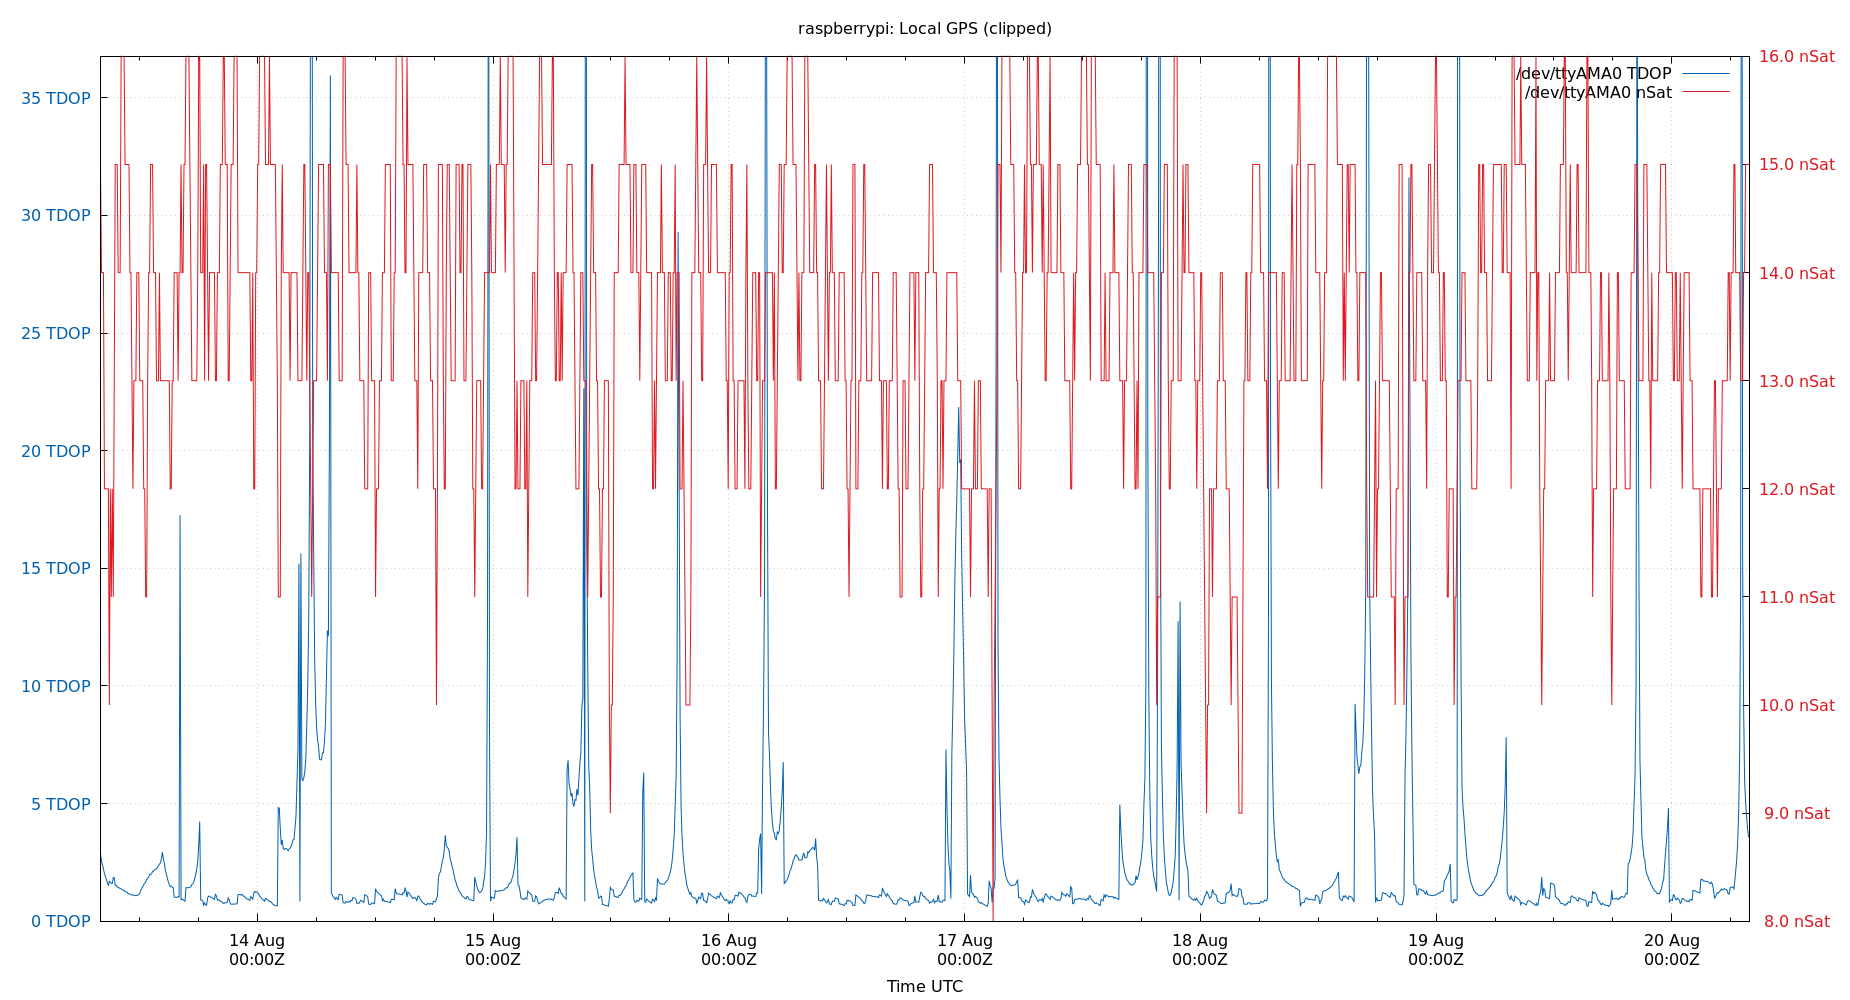 raspberrypi: Local GPS (clipped)
/dev/ttyAMA0 TDOP
/dev/ttyAMA0 nSat
35 TDOP
30 TDOP
25 TDOP
20 TDOP
15 TDOP
10 TDOP
5 TDOP
0 TDOP
16.0 nSat
15.0 nSat
14.0 nSat
13.0 nSat
12.0 nSat
11.0 nSat
10.0 nSat
9.0 nSat
8.0 nSat
14 Aug 15 Aug 16 Aug 17 Aug 18 Aug 19 Aug 20 Aug
00:00Z 00:00Z 00:00Z 00:00Z 00:00Z 00:00Z 00:00Z
Time UTC